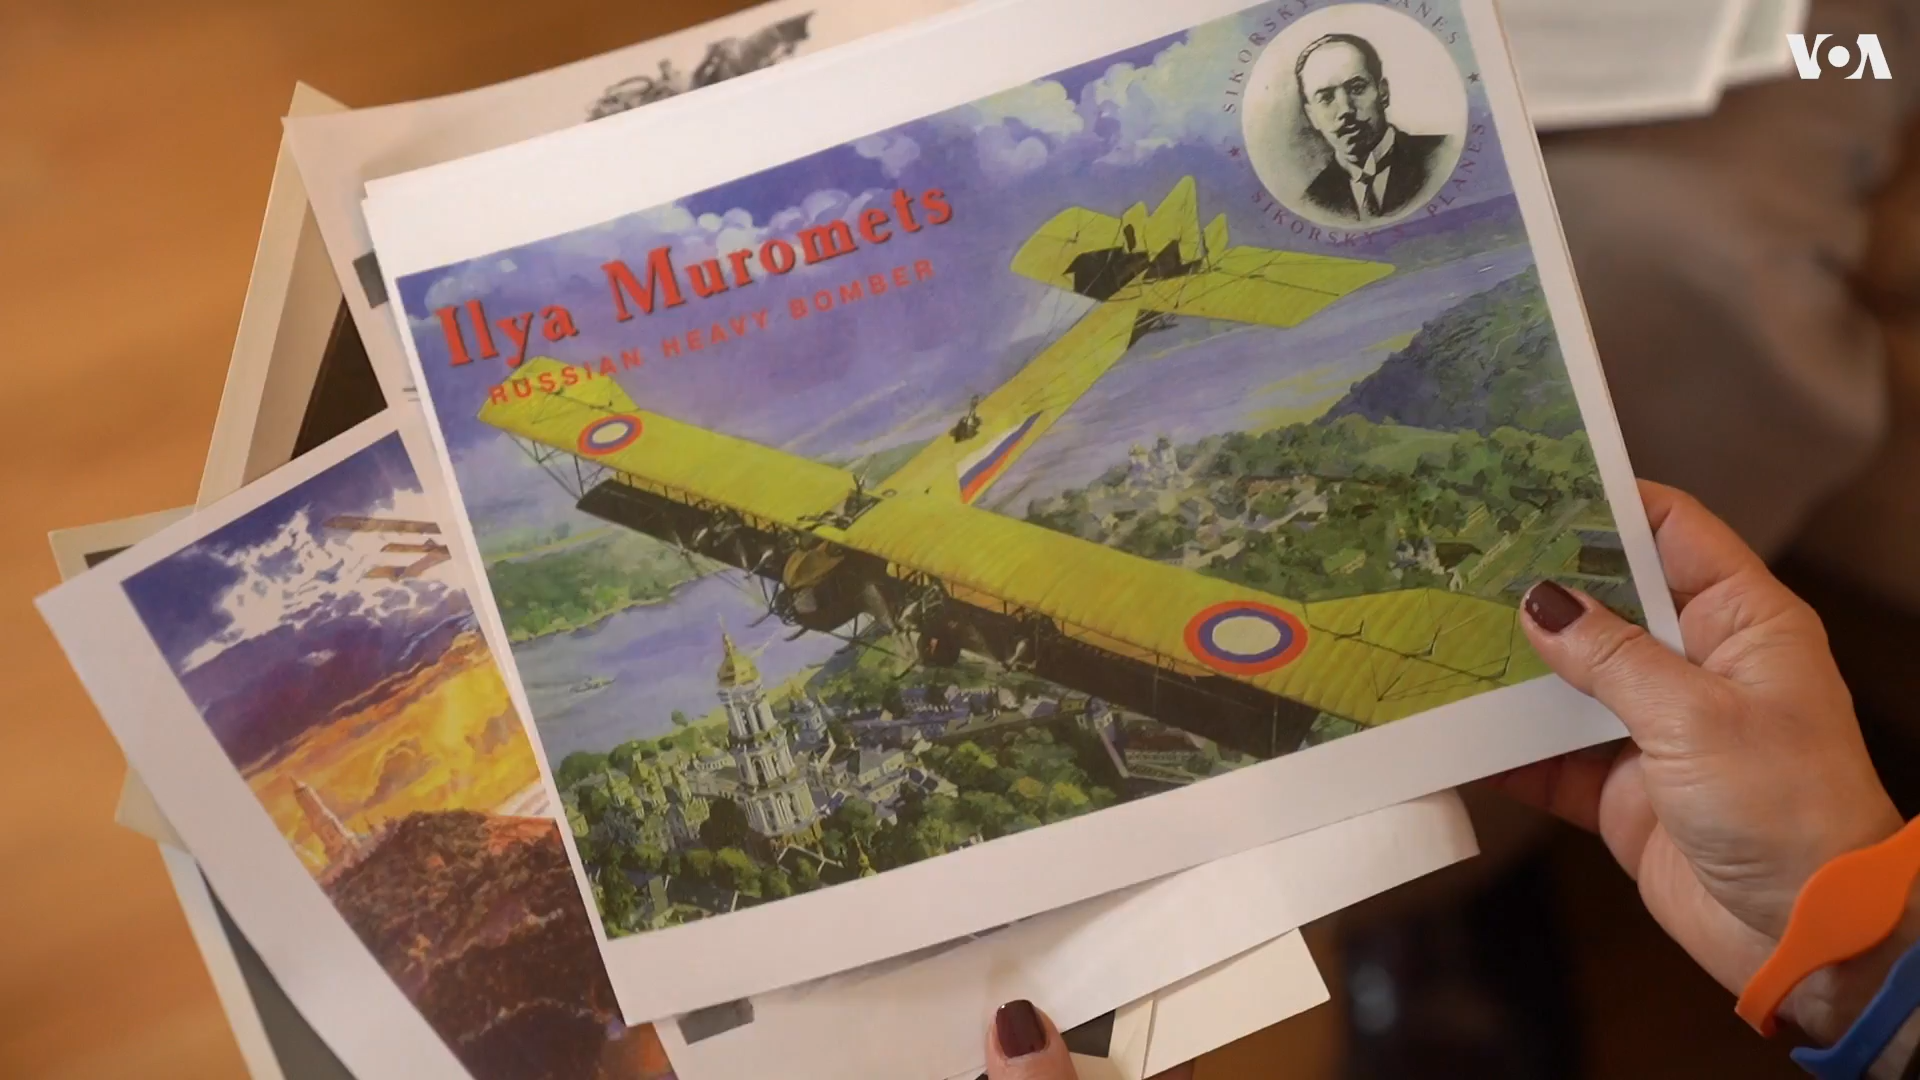 VOA
SIKORSKY'S PLANES
SIKORSKY'S PLANES
Ilya Muromets
RUSSIAN HEAVY BOMBER